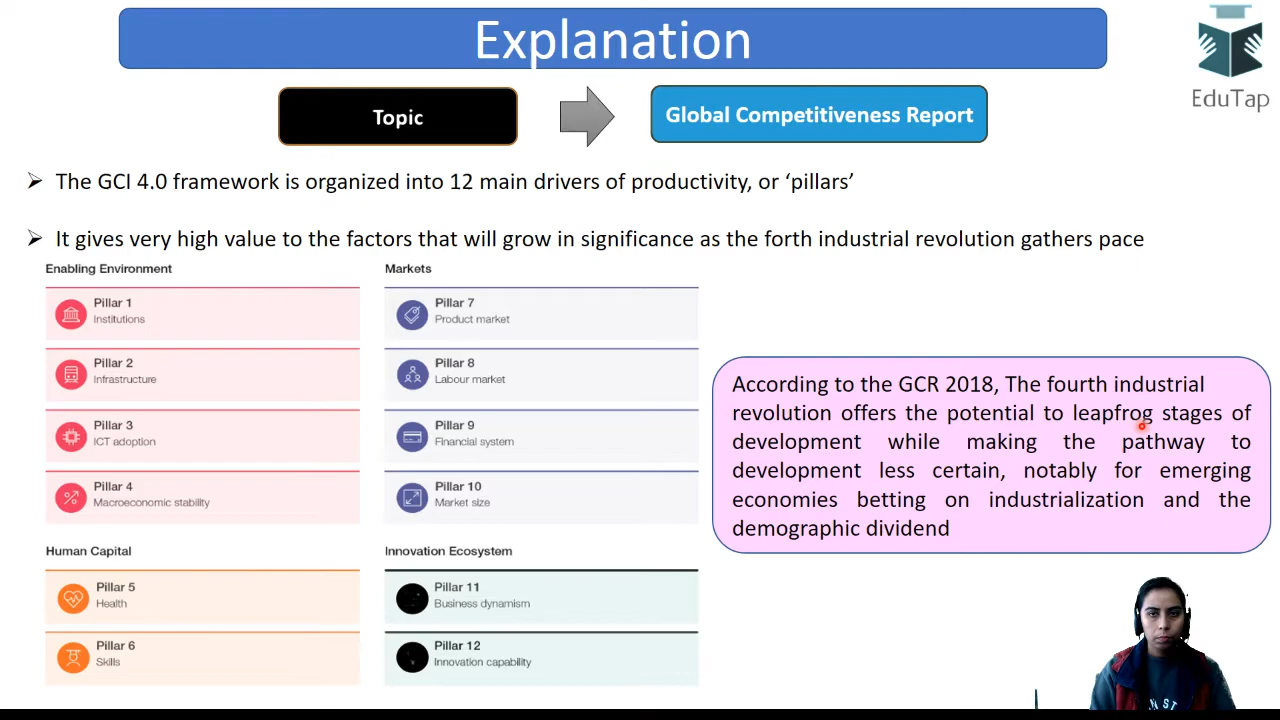 Explanation
EduTap
Topic
Global Competitiveness Report
➢ The GCI 4.0 framework is organized into 12 main drivers of productivity, or ‘pillars’
➢ It gives very high value to the factors that will grow in significance as the forth industrial revolution gathers pace
Enabling Environment
Pillar 1
Institutions
Pillar 2
Infrastructure
Pillar 3
ICT adoption
Pillar 4
Macroeconomic stability
Markets
Pillar 7
Product market
Pillar 8
Labour market
Pillar 9
Financial system
Pillar 10
Market size
Human Capital
Pillar 5
Health
Pillar 6
Skills
Innovation Ecosystem
Pillar 11
Business dynamism
Pillar 12
Innovation capability
According to the GCR 2018, The fourth industrial
revolution offers the potential to leapfrog stages of
development while making the pathway to
development less certain, notably for emerging
economies betting on industrialization and the
demographic dividend